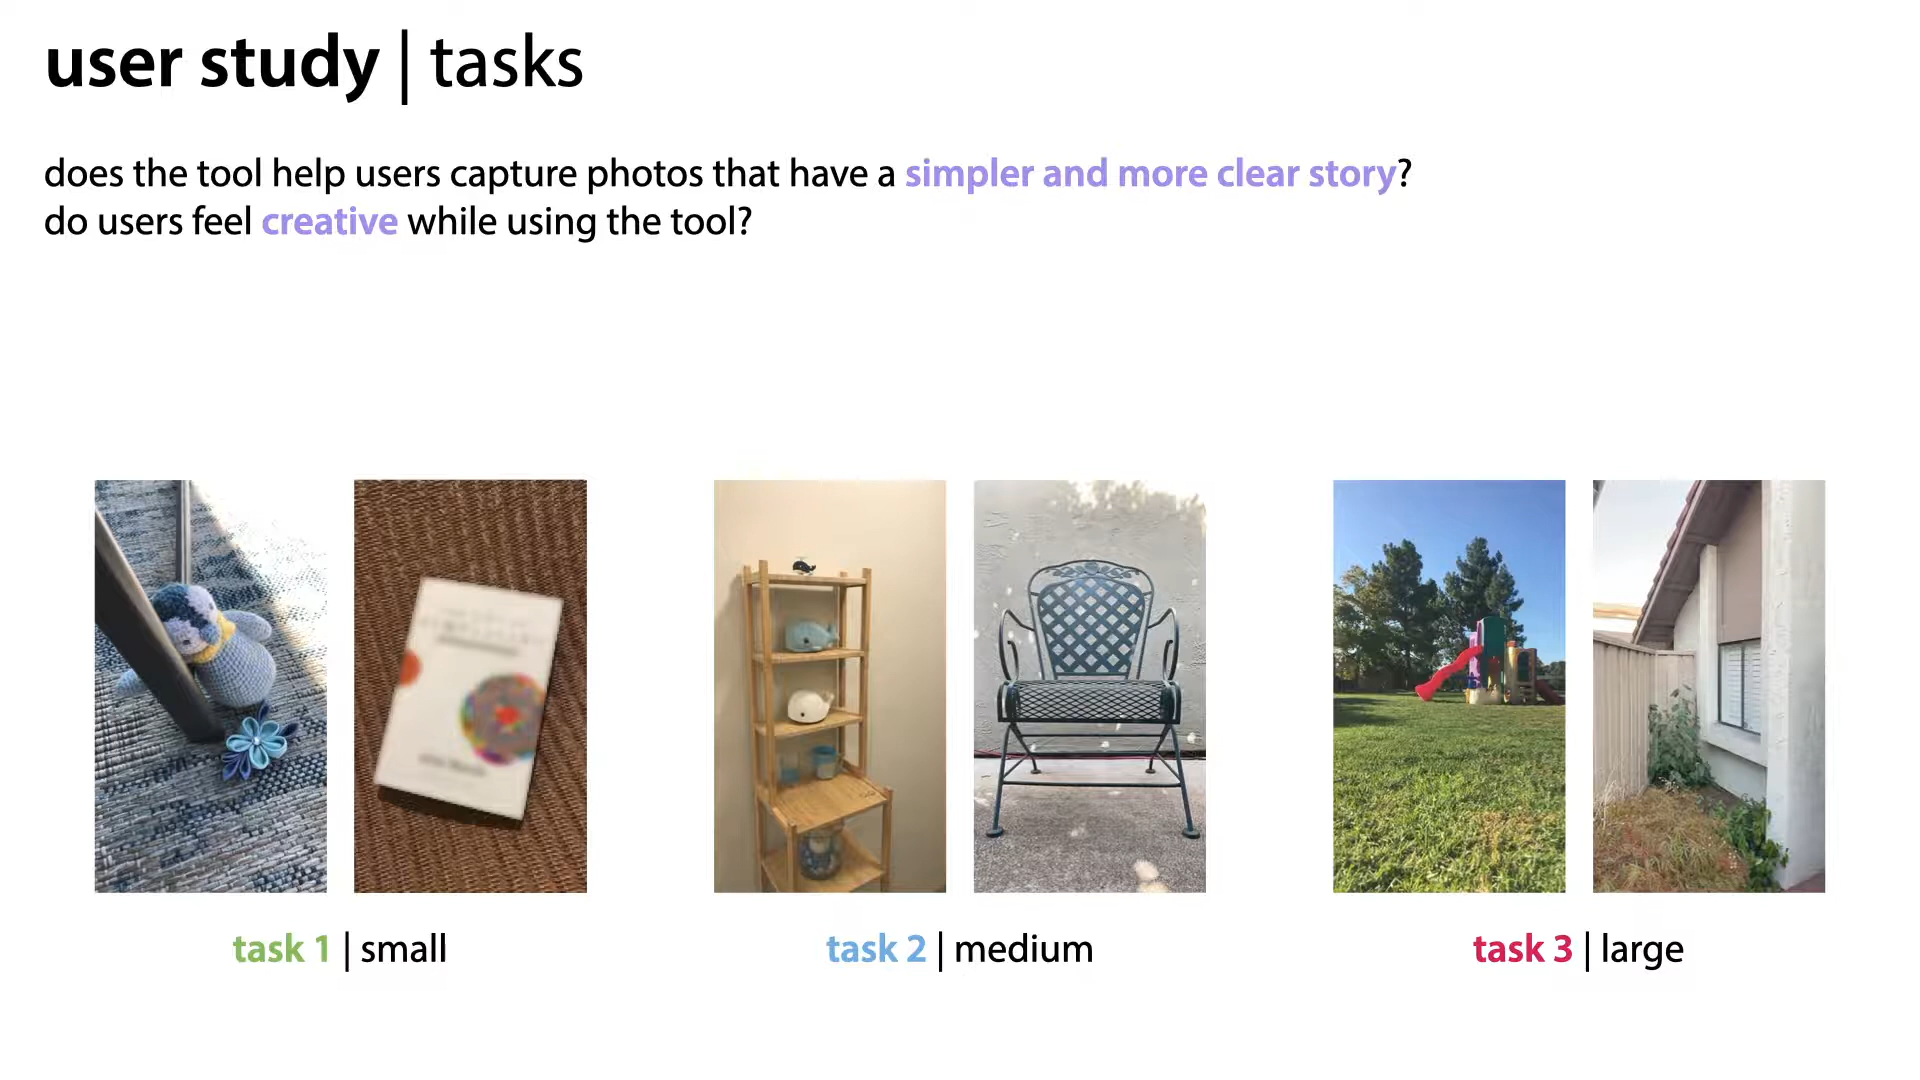 user study | tasks
does the tool help users capture photos that have a simpler and more clear story?
do users feel creative while using the tool?
task 1 | small
task 2 | medium
task 3 | large